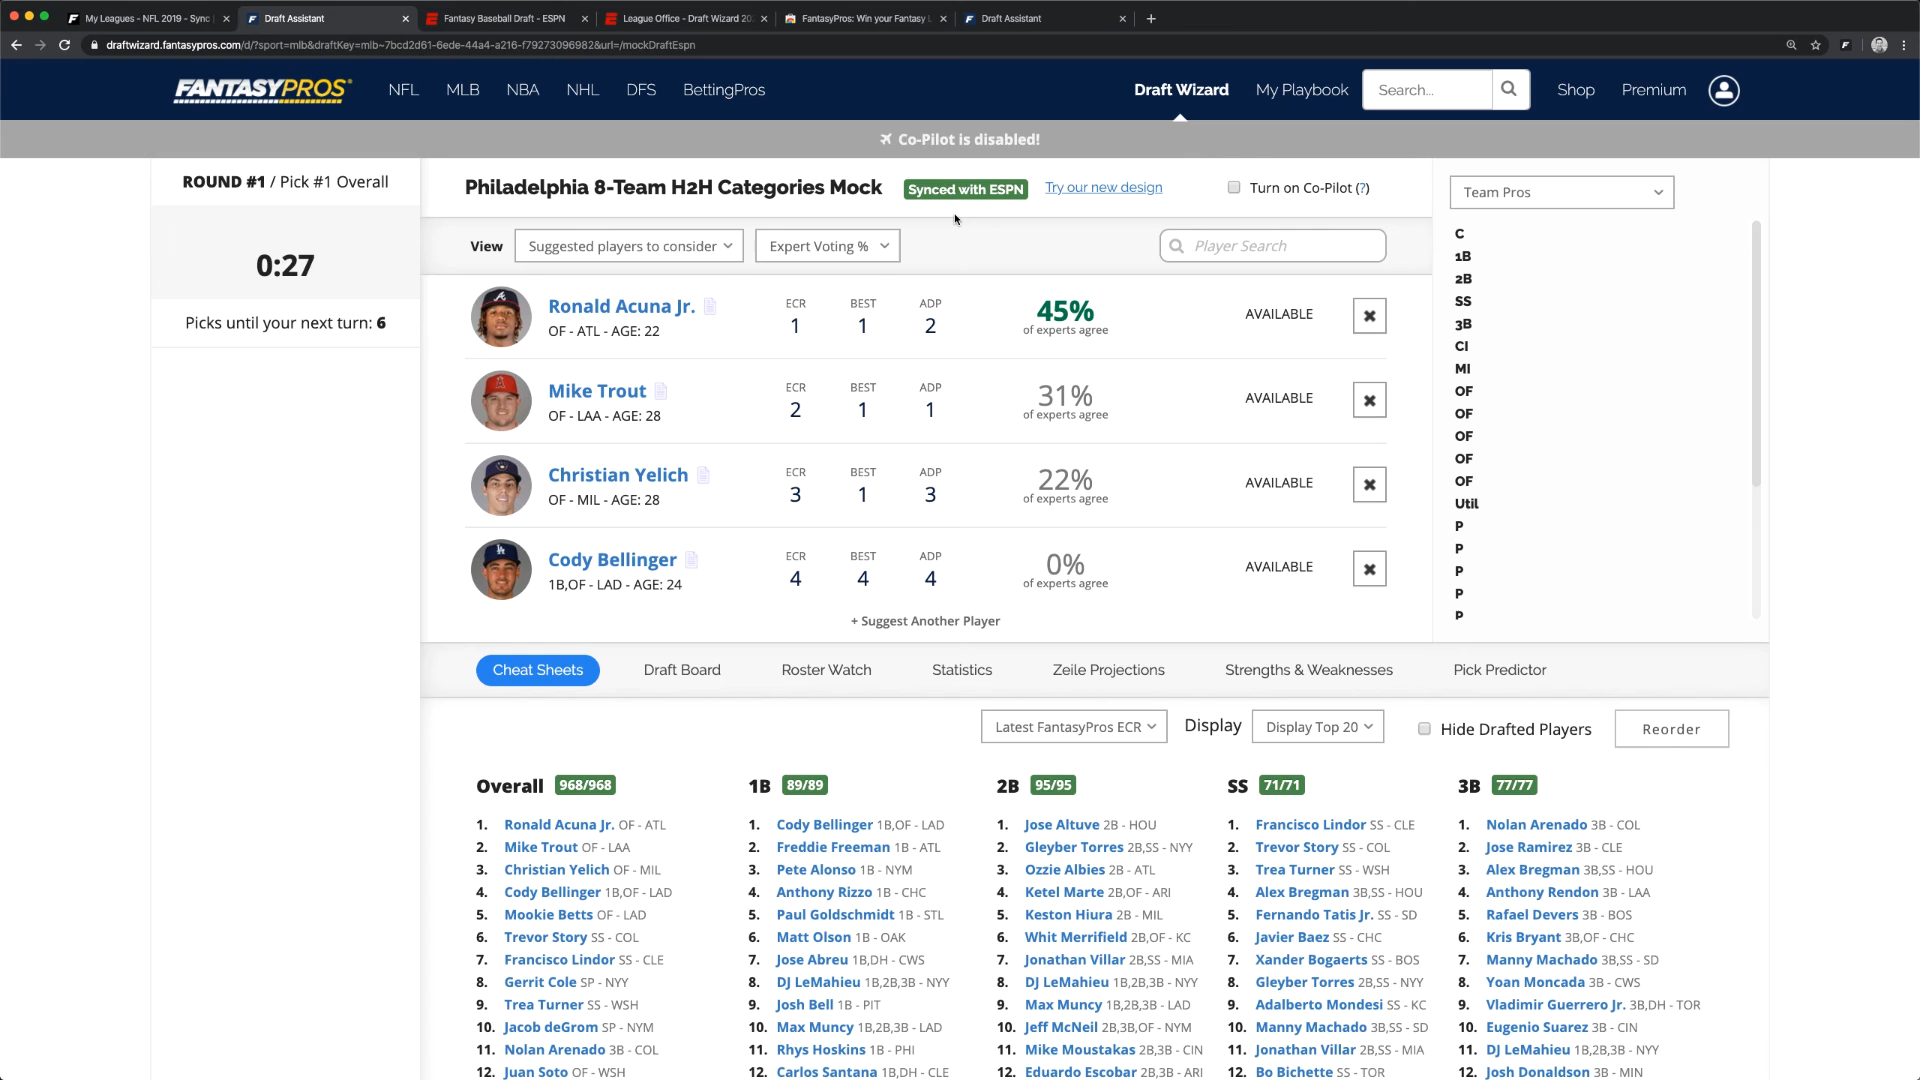 My Leagues - NFL 2019 - Sync
Draft Assistant
Fantasy Baseball Draft - ESPN
League Office - Draft Wizard 20
FantasyPros: Win your Fantasy L
Draft Assistant
draftwizard.fantasypros.com/d/?sport=mlb&draftKey=mlb~7bcd2d61-6ede-44a4-a216-f79273096982&url=/mockDraftEspn
FANTASYPROS
NFL
MLB
NBA
NHL
DFS
BettingPros
Draft Wizard
My Playbook
Search...
Shop
Premium
Co-Pilot is disabled!
ROUND #1 / Pick #1 Overall
0:27
Picks until your next turn: 6
Philadelphia 8-Team H2H Categories Mock
Synced with ESPN
Try our new design
Turn on Co-Pilot (?)
View
Suggested players to consider
Expert Voting %
Player Search
Ronald Acuna Jr.
OF - ATL - AGE: 22
ECR BEST ADP
1 1 2
45%
of experts agree
AVAILABLE
Mike Trout
OF - LAA - AGE: 28
ECR BEST ADP
2 1 1
31%
of experts agree
AVAILABLE
Christian Yelich
OF - MIL - AGE: 28
ECR BEST ADP
3 1 3
22%
of experts agree
AVAILABLE
Cody Bellinger
1B,OF - LAD - AGE: 24
ECR BEST ADP
4 4 4
0%
of experts agree
AVAILABLE
+ Suggest Another Player
Team Pros
C
1B
2B
SS
3B
CI
MI
OF
OF
OF
OF
OF
Util
P
P
P
P
P
Cheat Sheets
Draft Board
Roster Watch
Statistics
Zeile Projections
Strengths & Weaknesses
Pick Predictor
Latest FantasyPros ECR
Display
Display Top 20
Hide Drafted Players
Reorder
Overall 968/968
1. Ronald Acuna Jr. OF - ATL
2. Mike Trout OF - LAA
3. Christian Yelich OF - MIL
4. Cody Bellinger 1B,OF - LAD
5. Mookie Betts OF - LAD
6. Trevor Story SS - COL
7. Francisco Lindor SS - CLE
8. Gerrit Cole SP - NYY
9. Trea Turner SS - WSH
10. Jacob deGrom SP - NYM
11. Nolan Arenado 3B - COL
12. Juan Soto OF - WSH
1B 89/89
1. Cody Bellinger 1B,OF - LAD
2. Freddie Freeman 1B - ATL
3. Pete Alonso 1B - NYM
4. Anthony Rizzo 1B - CHC
5. Paul Goldschmidt 1B - STL
6. Matt Olson 1B - OAK
7. Jose Abreu 1B,DH - CWS
8. DJ LeMahieu 1B,2B,3B - NYY
9. Josh Bell 1B - PIT
10. Max Muncy 1B,2B,3B - LAD
11. Rhys Hoskins 1B - PHI
12. Carlos Santana 1B,DH - CLE
2B 95/95
1. Jose Altuve 2B - HOU
2. Gleyber Torres 2B,SS - NYY
3. Ozzie Albies 2B - ATL
4. Ketel Marte 2B,OF - ARI
5. Keston Hiura 2B - MIL
6. Whit Merrifield 2B,OF - KC
7. Jonathan Villar 2B,SS - MIA
8. DJ LeMahieu 1B,2B,3B - NYY
9. Max Muncy 1B,2B,3B - LAD
10. Jeff McNeil 2B,3B,OF - NYM
11. Mike Moustakas 2B,3B - CIN
12. Eduardo Escobar 2B,3B - ARI
SS 71/71
1. Francisco Lindor SS - CLE
2. Trevor Story SS - COL
3. Trea Turner SS - WSH
4. Alex Bregman 3B,SS - HOU
5. Fernando Tatis Jr. SS - SD
6. Javier Baez SS - CHC
7. Xander Bogaerts SS - BOS
8. Gleyber Torres 2B,SS - NYY
9. Adalberto Mondesi SS - KC
10. Manny Machado 3B,SS - SD
11. Jonathan Villar 2B,SS - MIA
12. Bo Bichette SS - TOR
3B 77/77
1. Nolan Arenado 3B - COL
2. Jose Ramirez 3B - CLE
3. Alex Bregman 3B,SS - HOU
4. Anthony Rendon 3B - LAA
5. Rafael Devers 3B - BOS
6. Kris Bryant 3B,OF - CHC
7. Manny Machado 3B,SS - SD
8. Yoan Moncada 3B - CWS
9. Vladimir Guerrero Jr. 3B,DH - TOR
10. Eugenio Suarez 3B - CIN
11. DJ LeMahieu 1B,2B,3B - NYY
12. Josh Donaldson 3B - MIN